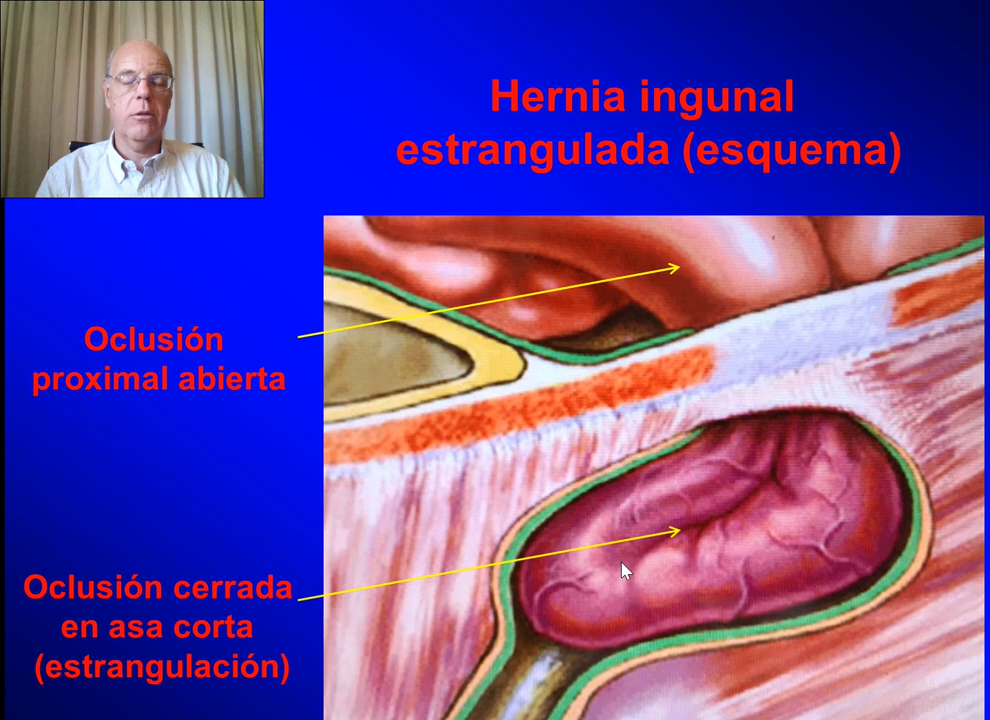 Hernia ingunal
estrangulada (esquema)
Oclusión
proximal abierta
Oclusión cerrada
en asa corta
(estrangulación)